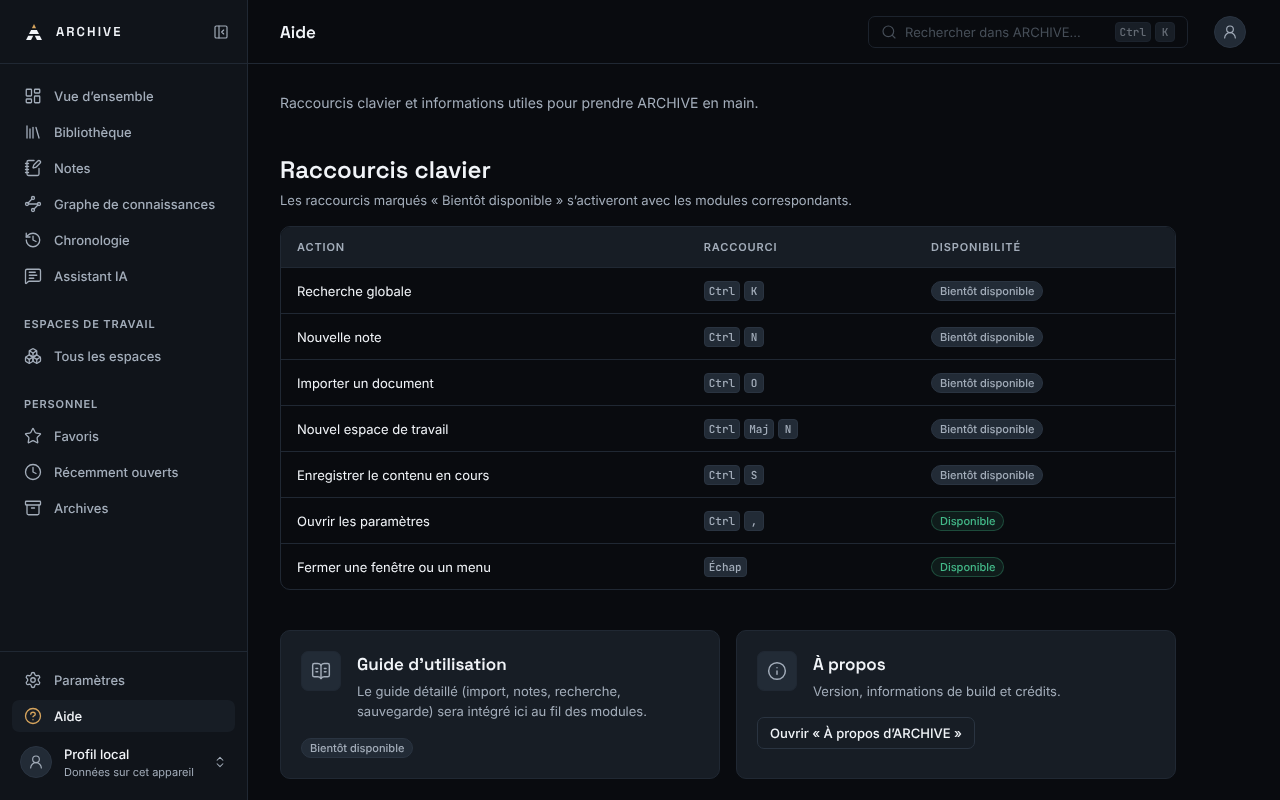 ARCHIVE
Aide
Rechercher dans ARCHIVE...
Ctrl K
Vue d’ensemble
Bibliothèque
Notes
Graphe de connaissances
Chronologie
Assistant IA
ESPACES DE TRAVAIL
Tous les espaces
PERSONNEL
Favoris
Récemment ouverts
Archives
Paramètres
Aide
Profil local
Données sur cet appareil
Raccourcis clavier et informations utiles pour prendre ARCHIVE en main.
Raccourcis clavier
Les raccourcis marqués « Bientôt disponible » s’activeront avec les modules correspondants.
ACTION RACCOURCI DISPONIBILITÉ
Recherche globale Ctrl K Bientôt disponible
Nouvelle note Ctrl N Bientôt disponible
Importer un document Ctrl O Bientôt disponible
Nouvel espace de travail Ctrl Maj N Bientôt disponible
Enregistrer le contenu en cours Ctrl S Bientôt disponible
Ouvrir les paramètres Ctrl , Disponible
Fermer une fenêtre ou un menu Échap Disponible
Guide d’utilisation
Le guide détaillé (import, notes, recherche,
sauvegarde) sera intégré ici au fil des modules.
Bientôt disponible
À propos
Version, informations de build et crédits.
Ouvrir « À propos d’ARCHIVE »